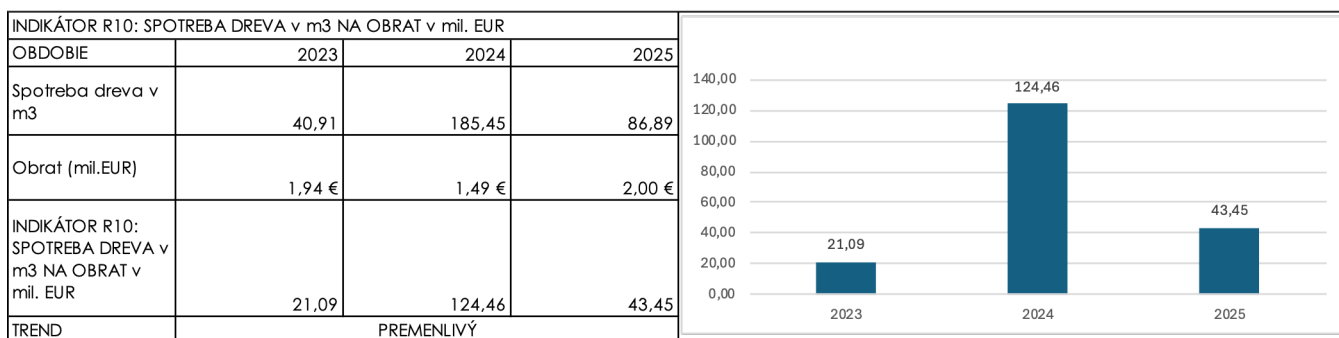 INDIKÁTOR R10: SPOTREBA DREVA v m3 NA OBRAT v mil. EUR
OBDOBIE 2023 2024 2025
Spotreba dreva v
m3
40,91 185,45 86,89
Obrat (mil.EUR)
1,94 € 1,49 € 2,00 €
INDIKÁTOR R10:
SPOTREBA DREVA v
m3 NA OBRAT v
mil. EUR
21,09 124,46 43,45
TREND PREMENLIVÝ
140,00
120,00
100,00
80,00
60,00
40,00
20,00
0,00
21,09
124,46
43,45
2023 2024 2025